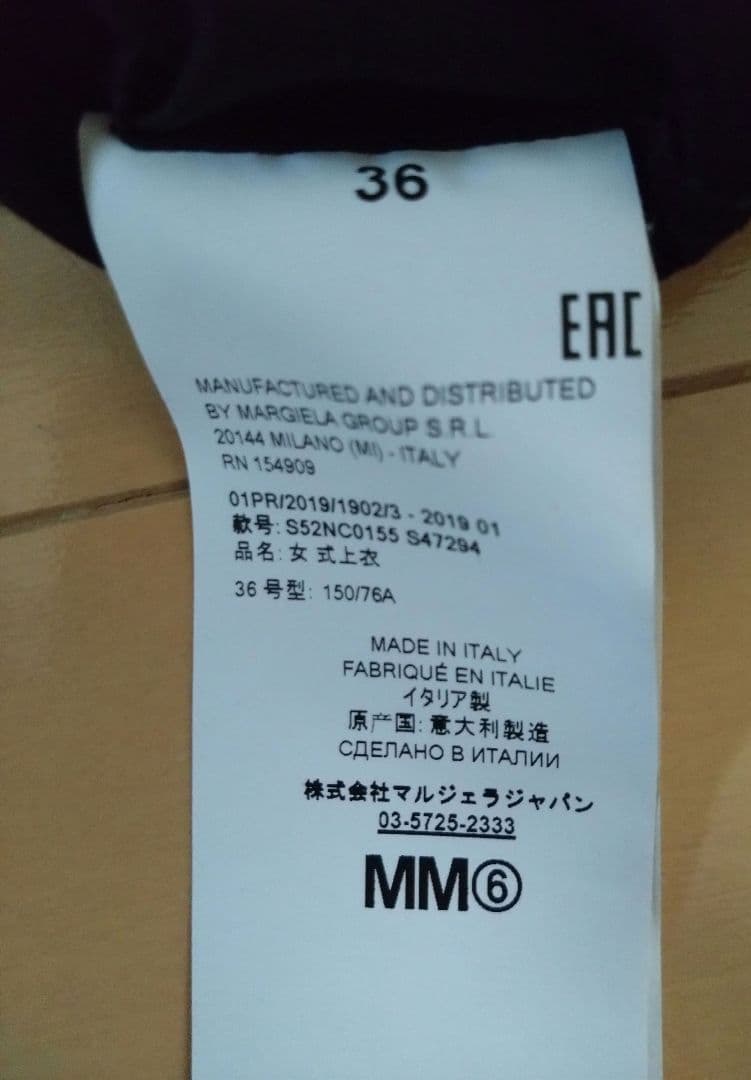 36
EAC
MANUFACTURED AND DISTRIBUTED
BY MARGIELA GROUP S.R.L.
20144 MILANO (MI) - ITALY
RN 154909
01PR/2019/1902/3 - 2019 01
款号: S52NC0155 S47294
品名: 女 式上衣
36 号型: 150/76A
MADE IN ITALY
FABRIQUÉ EN ITALIE
イタリア製
原产国: 意大利製造
СДЕЛАНО В ИТАЛИИ
株式会社マルジェラジャパン
03-5725-2333
MM⑥